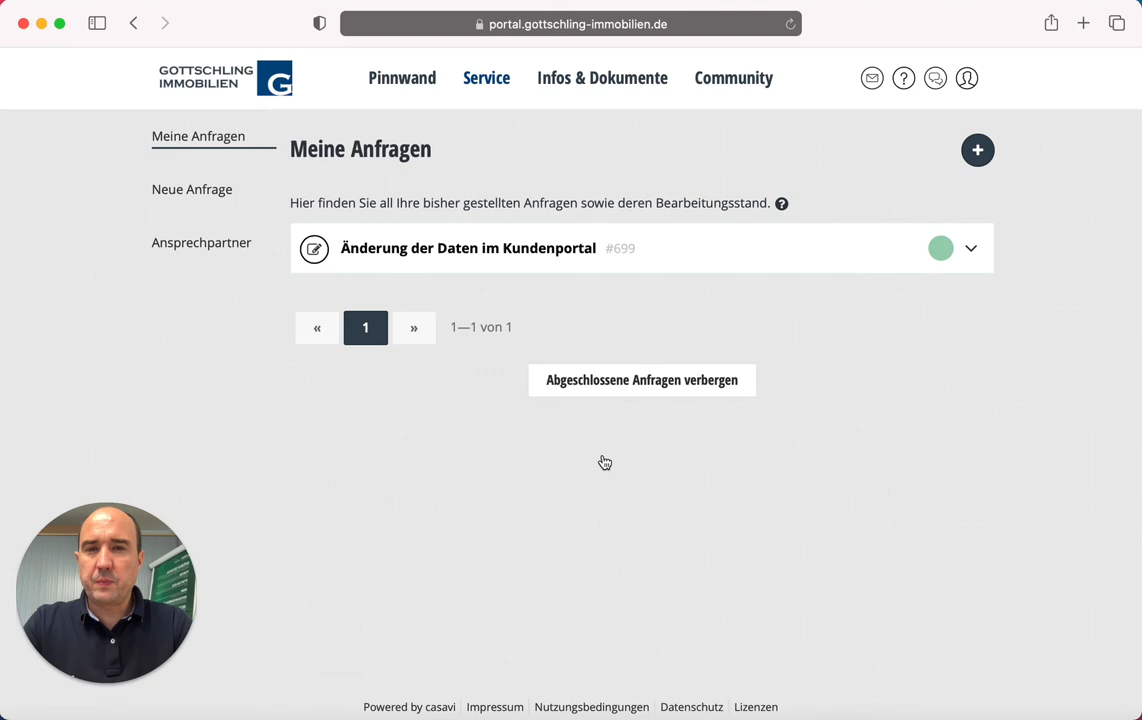 portal.gottschling-immobilien.de
GOTTSCHLING
IMMOBILIEN
G
Pinnwand
Service
Infos & Dokumente
Community
?
Meine Anfragen
Neue Anfrage
Ansprechpartner
Meine Anfragen
+
Hier finden Sie all Ihre bisher gestellten Anfragen sowie deren Bearbeitungsstand. ?
Änderung der Daten im Kundenportal #699
« 1 » 1—1 von 1
Abgeschlossene Anfragen verbergen
Powered by casavi Impressum Nutzungsbedingungen Datenschutz Lizenzen